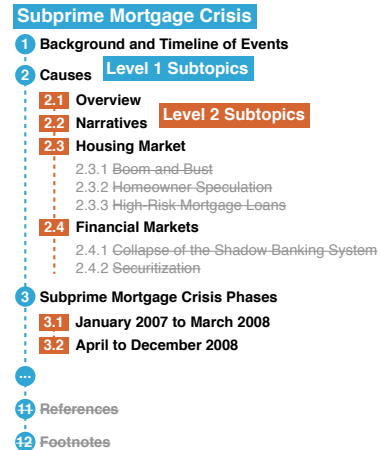 Subprime Mortgage Crisis
1 Background and Timeline of Events
2 Causes Level 1 Subtopics
2.1 Overview
2.2 Narratives Level 2 Subtopics
2.3 Housing Market
2.3.1 Boom and Bust
2.3.2 Homeowner Speculation
2.3.3 High-Risk Mortgage Loans
2.4 Financial Markets
2.4.1 Collapse of the Shadow Banking System
2.4.2 Securitization
3 Subprime Mortgage Crisis Phases
3.1 January 2007 to March 2008
3.2 April to December 2008
...
11 References
12 Footnotes